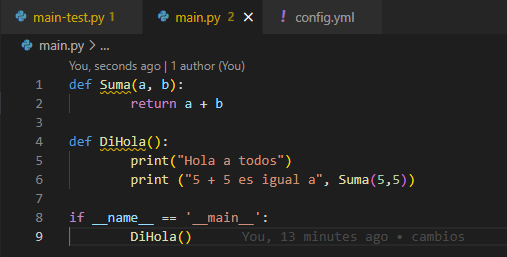 main-test.py 1 main.py 2 × ! config.yml
main.py > ...
You, seconds ago | 1 author (You)
1 def Suma(a, b):
2         return a + b
3
4 def DiHola():
5         print("Hola a todos")
6         print ("5 + 5 es igual a", Suma(5,5))
7
8 if __name__ == '__main__':
9         DiHola()     You, 13 minutes ago • cambios